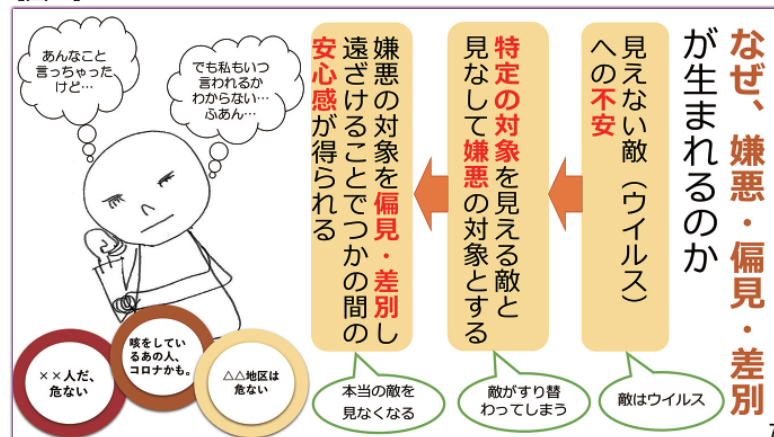 なぜ、嫌悪・偏見・差別
が生まれるのか
見えない敵（ウイルス）
への不安
敵はウイルス
特定の対象を見える敵と
見なして嫌悪の対象とする
敵がすり替
わってしまう
嫌悪の対象を偏見・差別し
遠ざけることでつかの間の
安心感が得られる
本当の敵を
見なくなる
でも私もいつ
言われるか
わからない…
ふあん…
あんなこと
言っちゃった
けど…
××人だ、
危ない
咳をしてい
るあの人、
コロナかも。
△△地区は
危ない